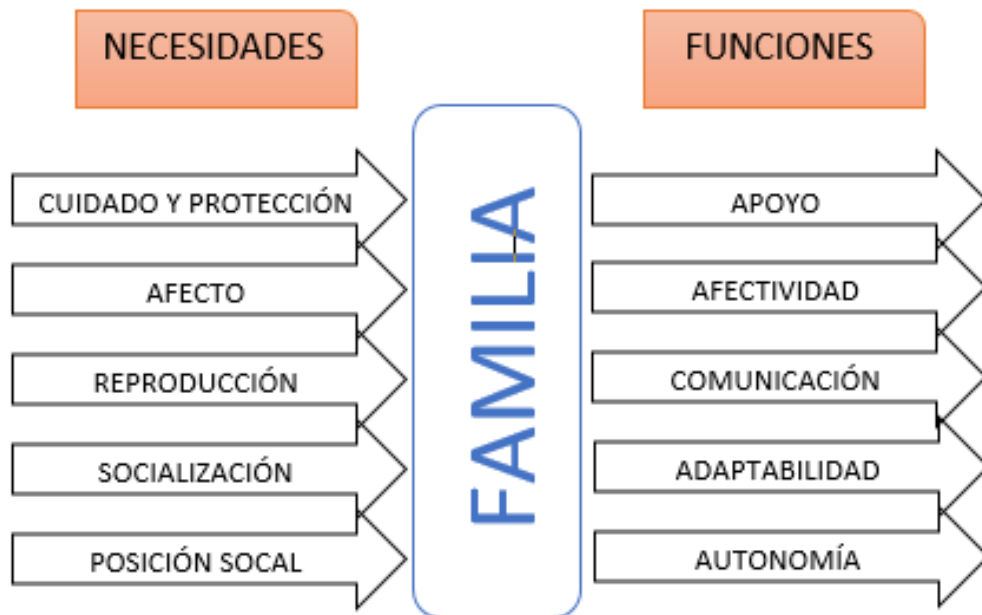 NECESIDADES
FUNCIONES
CUIDADO Y PROTECCIÓN
AFECTO
REPRODUCCIÓN
SOCIALIZACIÓN
POSICIÓN SOCAL
FAMILIA
APOYO
AFECTIVIDAD
COMUNICACIÓN
ADAPTABILIDAD
AUTONOMÍA